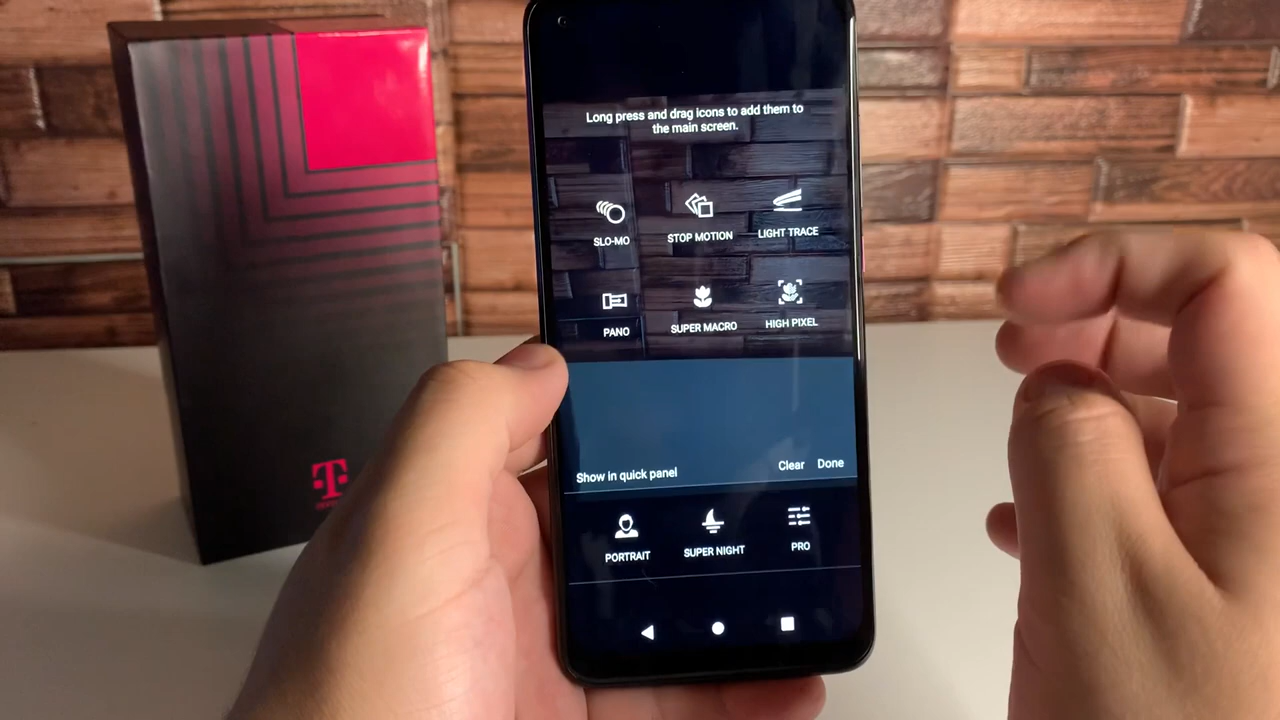 Long press and drag icons to add them to
the main screen.
SLO-MO
STOP MOTION
LIGHT TRACE
PANO
SUPER MACRO
HIGH PIXEL
Show in quick panel
Clear
Done
PORTRAIT
SUPER NIGHT
PRO
T